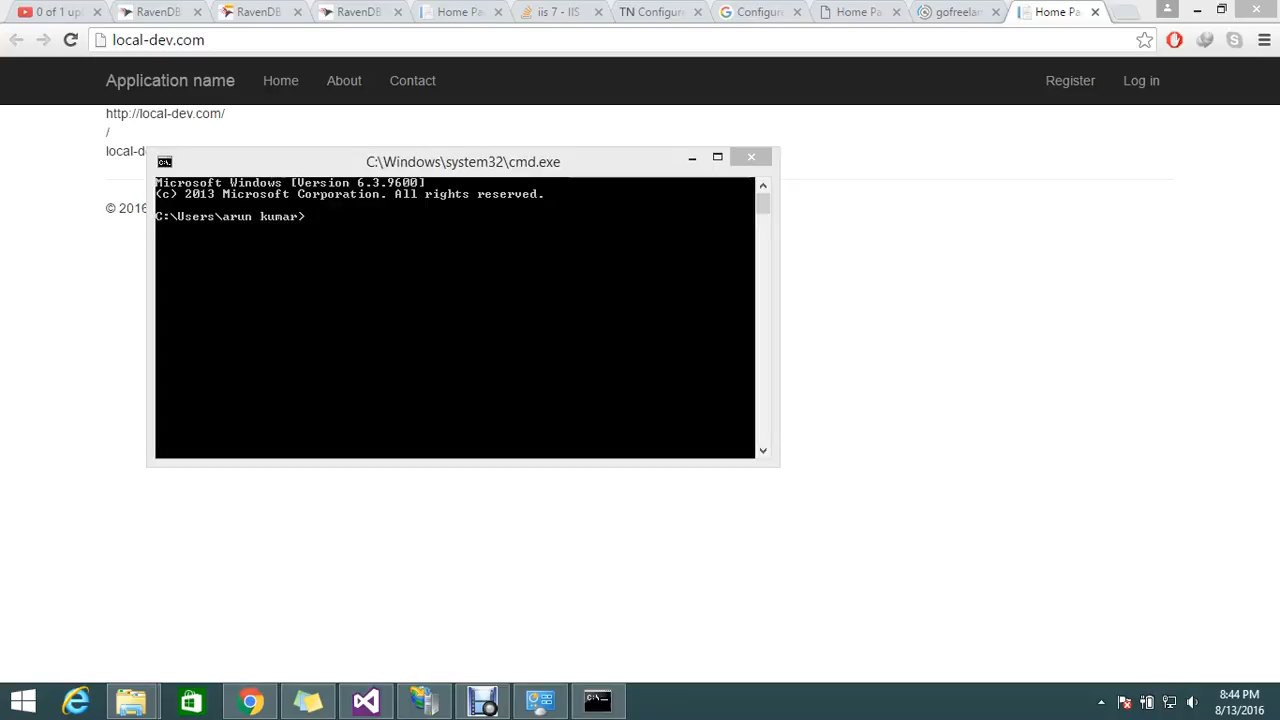 0 of 1 up
RavenDB
RavenDB
RavenDB
Home Pa
iis 7 - IIS
TN Configure
Configur
Home Pa
gofreelan
Home Pa
local-dev.com
Application name Home About Contact Register Log in
http://local-dev.com/
/
local-d
C:\Windows\system32\cmd.exe
Microsoft Windows [Version 6.3.9600]
(c) 2013 Microsoft Corporation. All rights reserved.
© 2016
C:\Users\arun kumar>
8:44 PM
8/13/2016